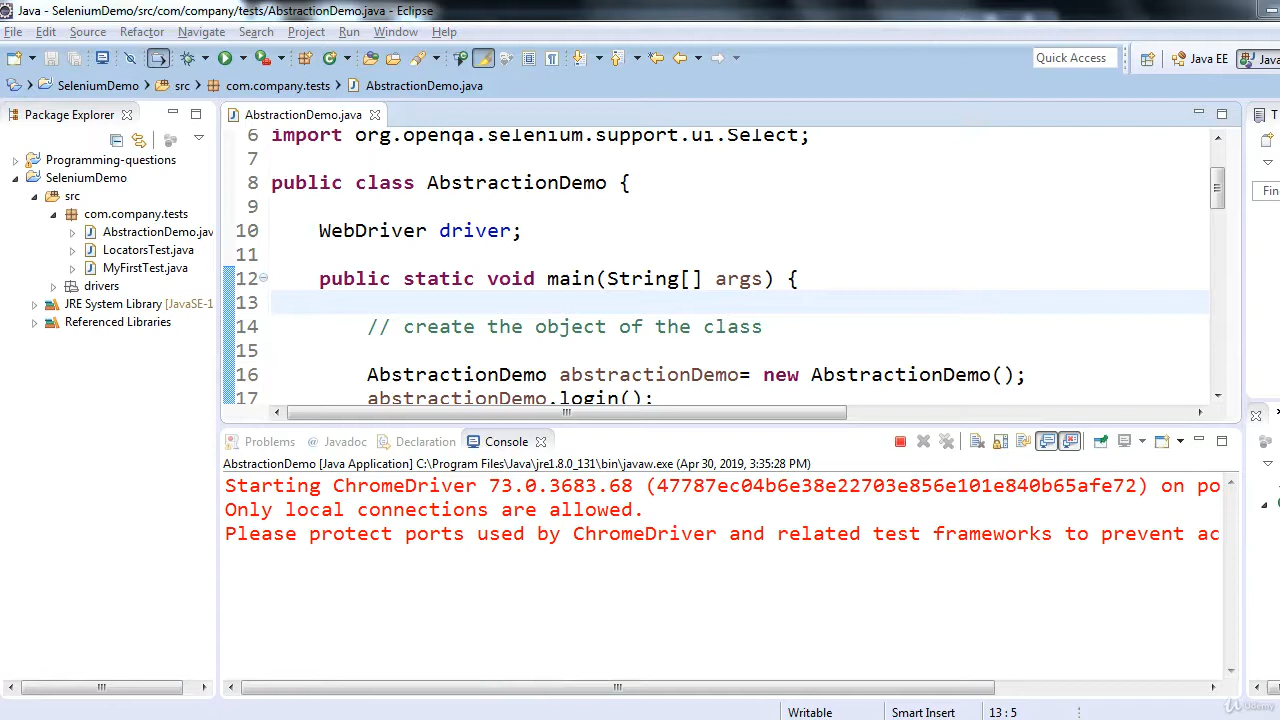 Java - SeleniumDemo/src/com/company/tests/AbstractionDemo.java - Eclipse
File Edit Source Refactor Navigate Search Project Run Window Help
Quick Access Java EE Java
SeleniumDemo src com.company.tests AbstractionDemo.java
Package Explorer
Programming-questions
SeleniumDemo
src
com.company.tests
AbstractionDemo.jav
LocatorsTest.java
MyFirstTest.java
drivers
JRE System Library [JavaSE-1
Referenced Libraries
AbstractionDemo.java
6 import org.openqa.selenium.support.ui.Select;
7
8 public class AbstractionDemo {
9
10 WebDriver driver;
11
12 public static void main(String[] args) {
13
14 // create the object of the class
15
16 AbstractionDemo abstractionDemo= new AbstractionDemo();
17 abstractionDemo.login();
T
Fin
Problems @ Javadoc Declaration Console
AbstractionDemo [Java Application] C:\Program Files\Java\jre1.8.0_131\bin\javaw.exe (Apr 30, 2019, 3:35:28 PM)
Starting ChromeDriver 73.0.3683.68 (47787ec04b6e38e22703e856e101e840b65afe72) on po
Only local connections are allowed.
Please protect ports used by ChromeDriver and related test frameworks to prevent ac
Writable Smart Insert 13 : 5
Udemy